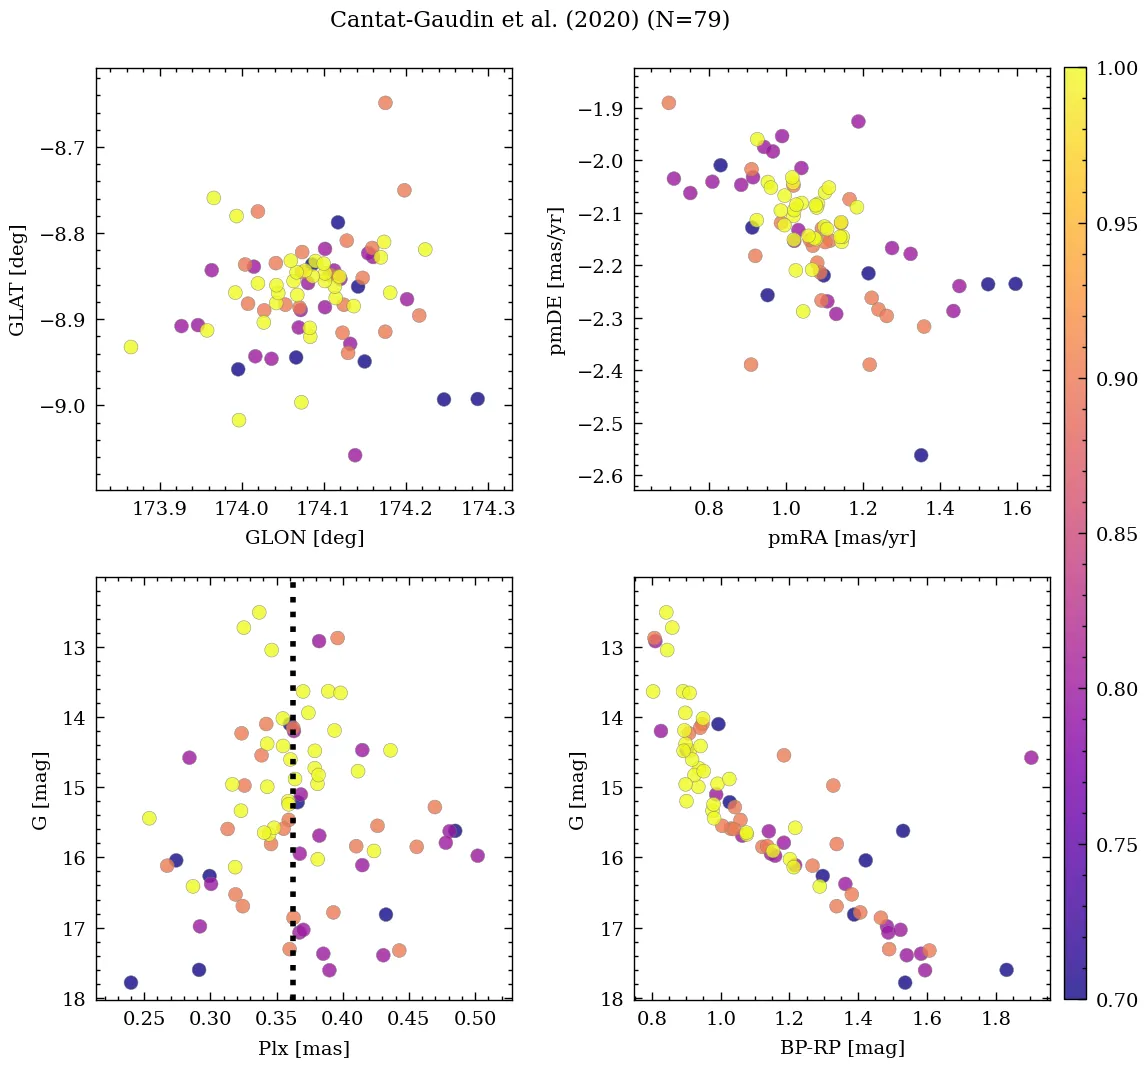 Cantat-Gaudin et al. (2020) (N=79)
GLAT [deg]
−8.7
−8.8
−8.9
−9.0
173.9 174.0 174.1 174.2 174.3
GLON [deg]
pmDE [mas/yr]
−1.9
−2.0
−2.1
−2.2
−2.3
−2.4
−2.5
−2.6
0.8 1.0 1.2 1.4 1.6
pmRA [mas/yr]
G [mag]
13
14
15
16
17
18
0.25 0.30 0.35 0.40 0.45 0.50
Plx [mas]
G [mag]
13
14
15
16
17
18
0.8 1.0 1.2 1.4 1.6 1.8
BP-RP [mag]
1.00
0.95
0.90
0.85
0.80
0.75
0.70